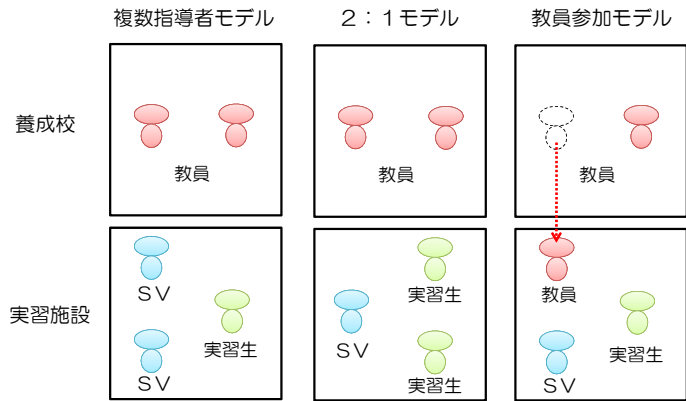 複数指導者モデル
２：１モデル
教員参加モデル
養成校
教員
教員
教員
実習施設
ＳＶ
実習生
ＳＶ
実習生
ＳＶ
実習生
教員
実習生
ＳＶ